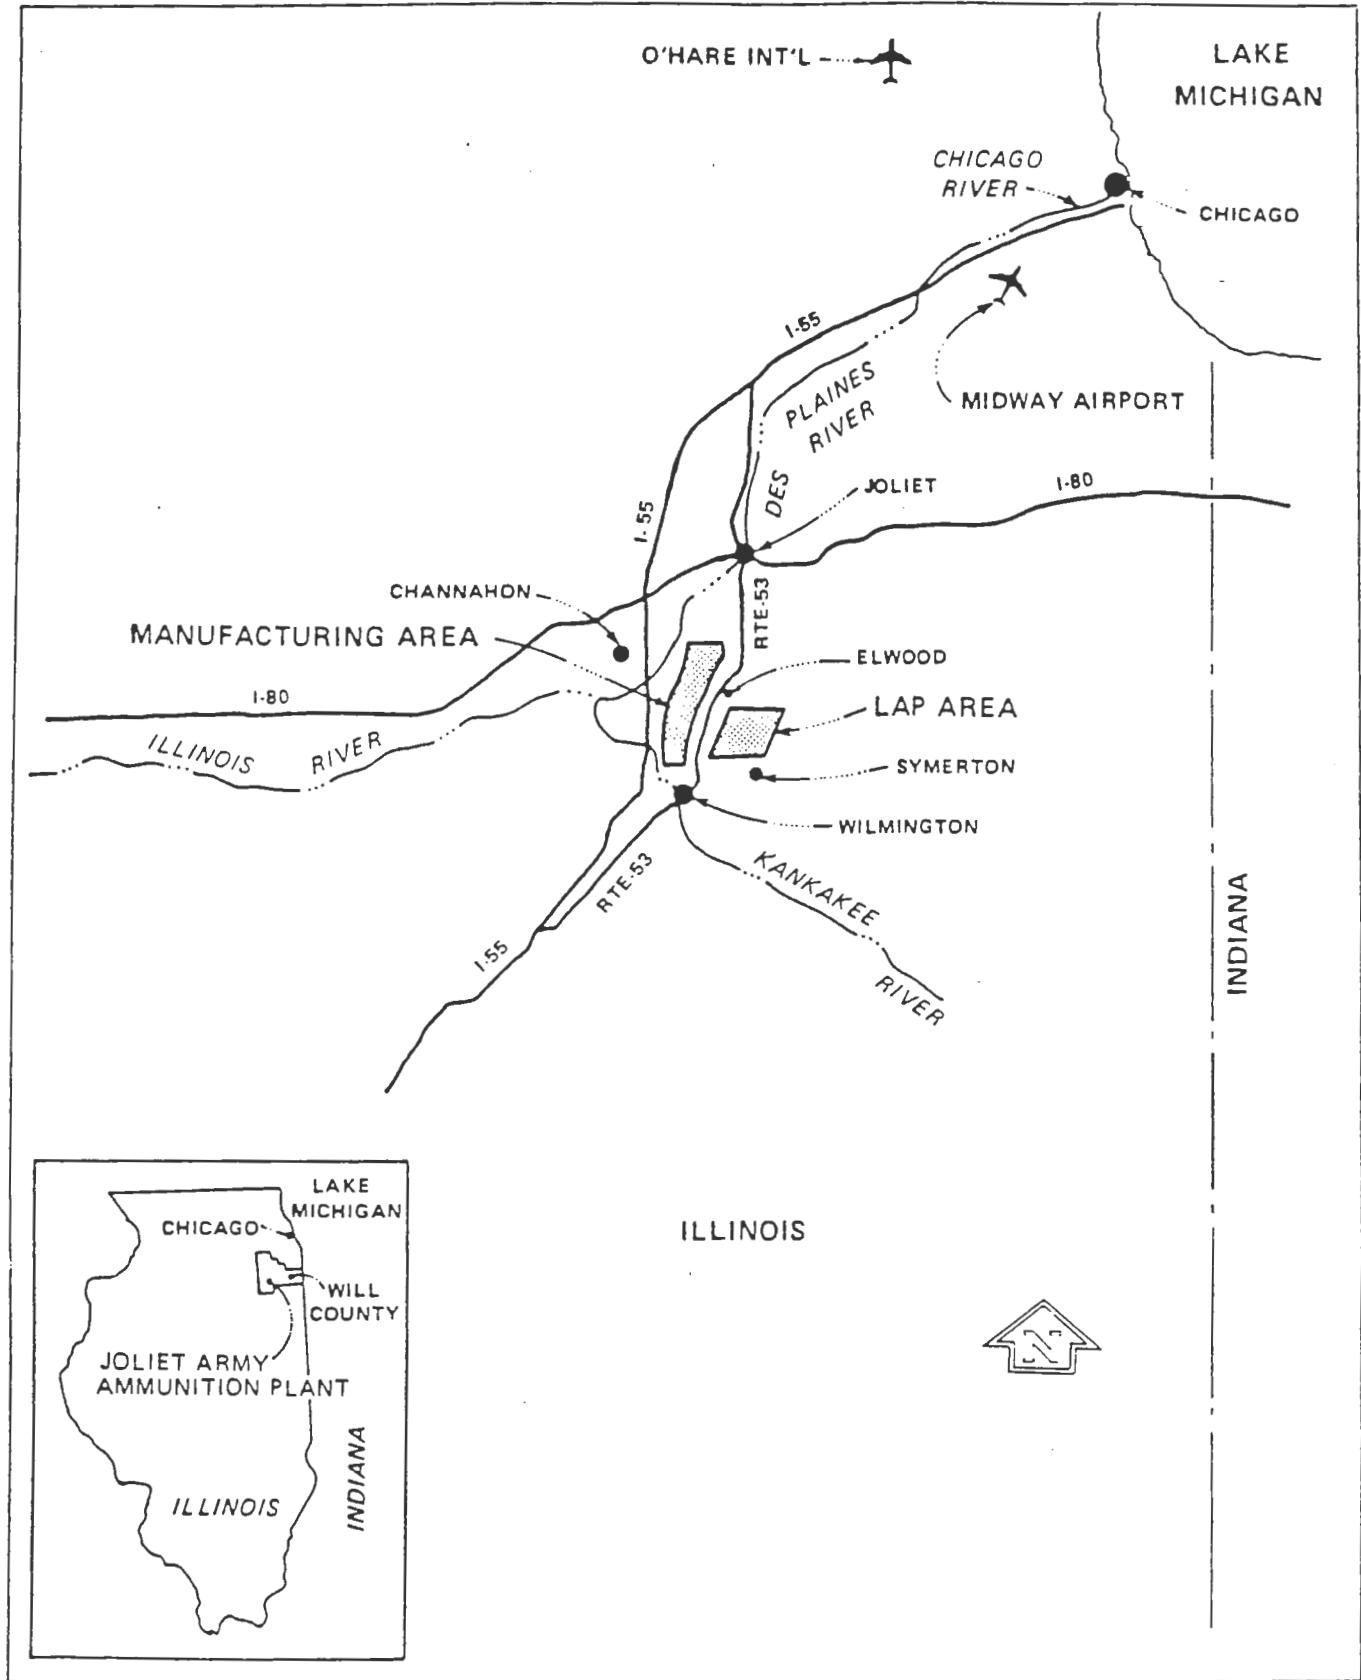 O'HARE INT'L
LAKE
MICHIGAN
CHICAGO
RIVER
CHICAGO
I-55
PLAINES
RIVER
MIDWAY AIRPORT
DES
JOLIET
I-80
I-55
CHANNAHON
RTE-53
MANUFACTURING AREA
ELWOOD
I-80
LAP AREA
ILLINOIS
RIVER
SYMERTON
WILMINGTON
RTE-53
KANKAKEE
RIVER
I-55
INDIANA
ILLINOIS
N
LAKE
MICHIGAN
CHICAGO
WILL
COUNTY
JOLIET ARMY
AMMUNITION PLANT
INDIANA
ILLINOIS